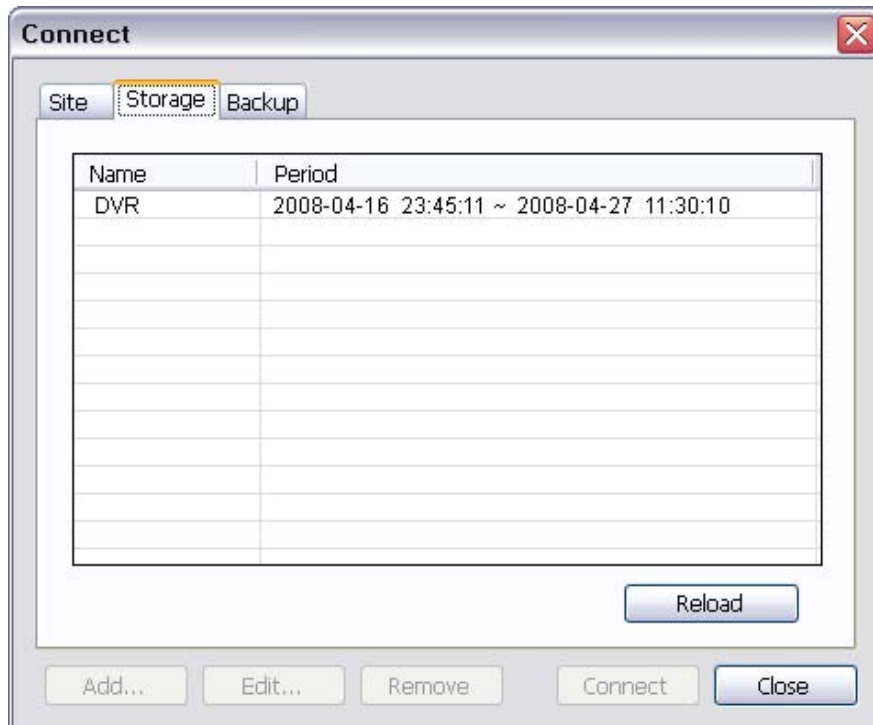 Connect
Site Storage Backup
Name Period
DVR 2008-04-16 23:45:11 ~ 2008-04-27 11:30:10
Reload
Add... Edit... Remove Connect Close